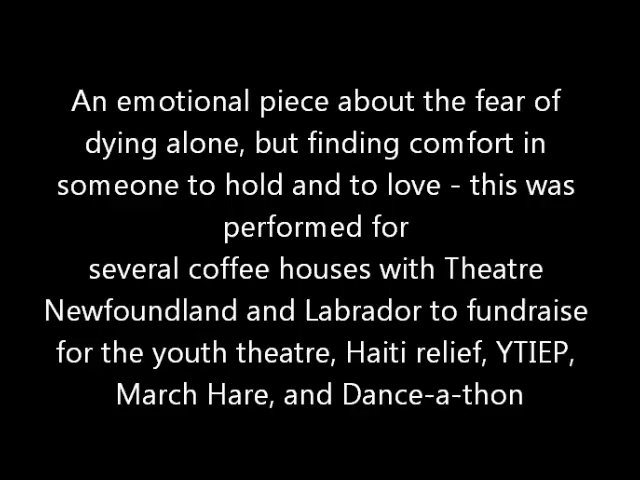 An emotional piece about the fear of
dying alone, but finding comfort in
someone to hold and to love - this was
performed for
several coffee houses with Theatre
Newfoundland and Labrador to fundraise
for the youth theatre, Haiti relief, YTIEP,
March Hare, and Dance-a-thon